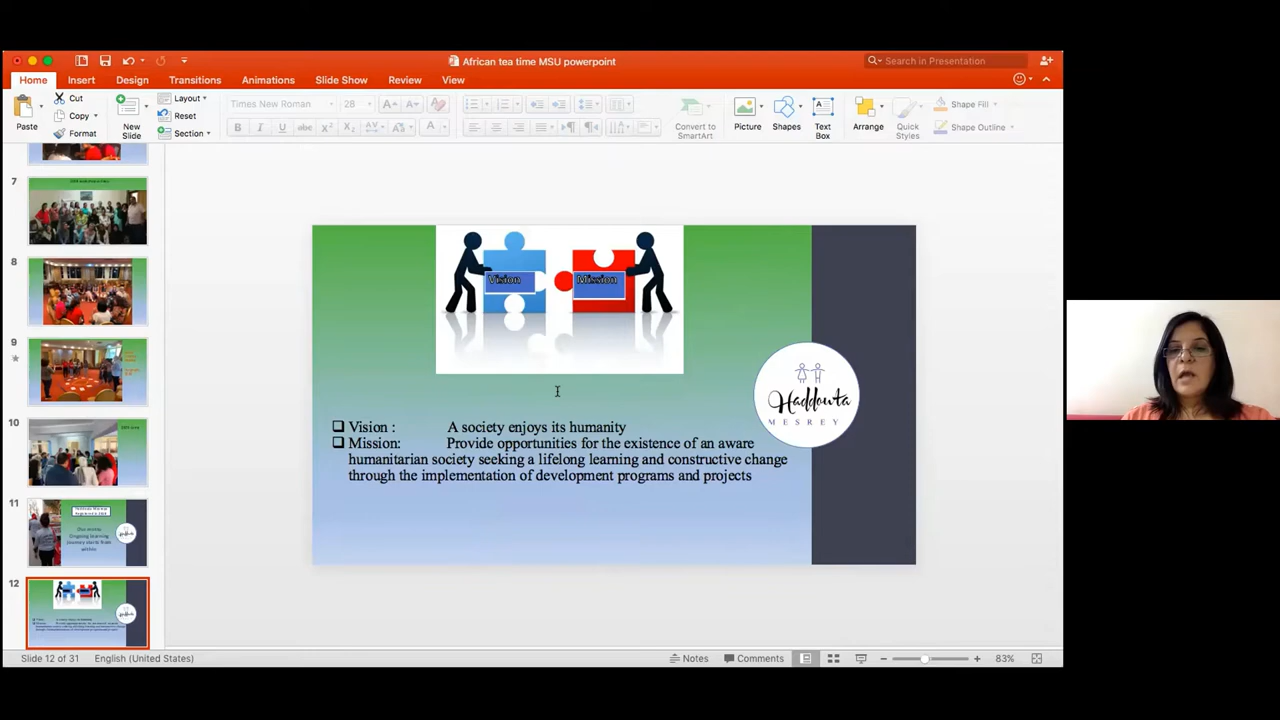 African tea time MSU powerpoint
Search in Presentation
Home Insert Design Transitions Animations Slide Show Review View
Paste
Cut
Copy
Format
New Slide
Layout
Reset
Section
Times New Roman 28
Convert to SmartArt
Picture
Shapes
Text Box
Arrange
Quick Styles
Shape Fill
Shape Outline
7
8
9
10
11
12
Vision
Mission
Vision : A society enjoys its humanity
Mission: Provide opportunities for the existence of an aware
humanitarian society seeking a lifelong learning and constructive change
through the implementation of development programs and projects
Haddouta
MESREY
Slide 12 of 31 English (United States) Notes Comments 83%